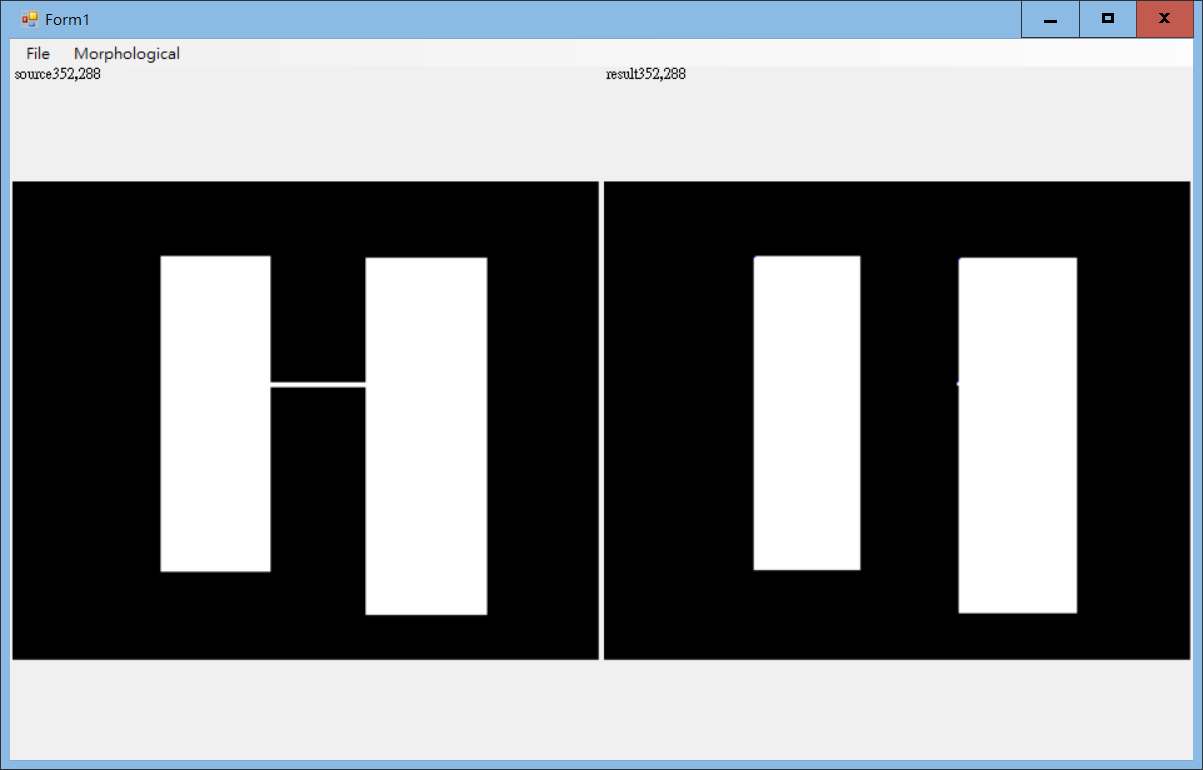 Form1
File Morphological
source352,288 result352,288